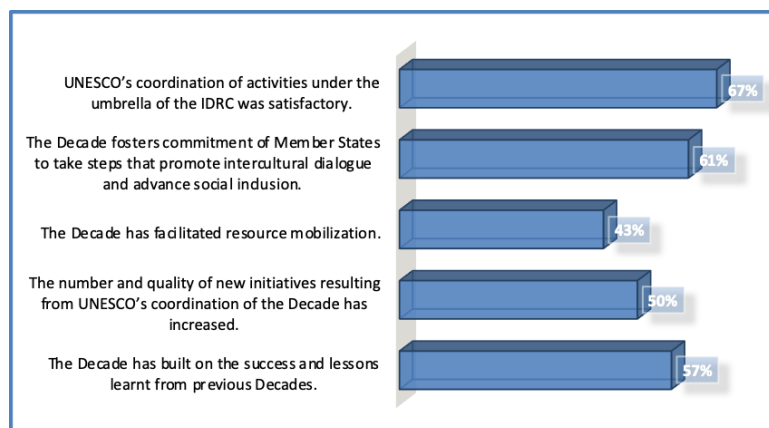 UNESCO's coordination of activities under the
umbrella of the IDRC was satisfactory.
67%
The Decade fosters commitment of Member States
to take steps that promote intercultural dialogue
and advance social inclusion.
61%
The Decade has facilitated resource mobilization.
43%
The number and quality of new initiatives resulting
from UNESCO's coordination of the Decade has
increased.
50%
The Decade has built on the success and lessons
learnt from previous Decades.
57%